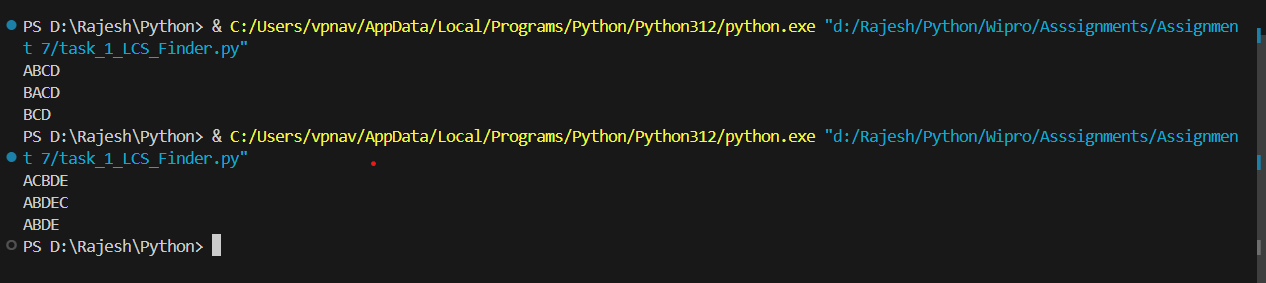 PS D:\Rajesh\Python> & C:/Users/vpnav/AppData/Local/Programs/Python/Python312/python.exe "d:/Rajesh/Python/Wipro/Asssignments/Assignmen
t 7/task_1_LCS_Finder.py"
ABCD
BACD
BCD
PS D:\Rajesh\Python> & C:/Users/vpnav/AppData/Local/Programs/Python/Python312/python.exe "d:/Rajesh/Python/Wipro/Asssignments/Assignmen
t 7/task_1_LCS_Finder.py"
ACBDE
ABDEC
ABDE
PS D:\Rajesh\Python>